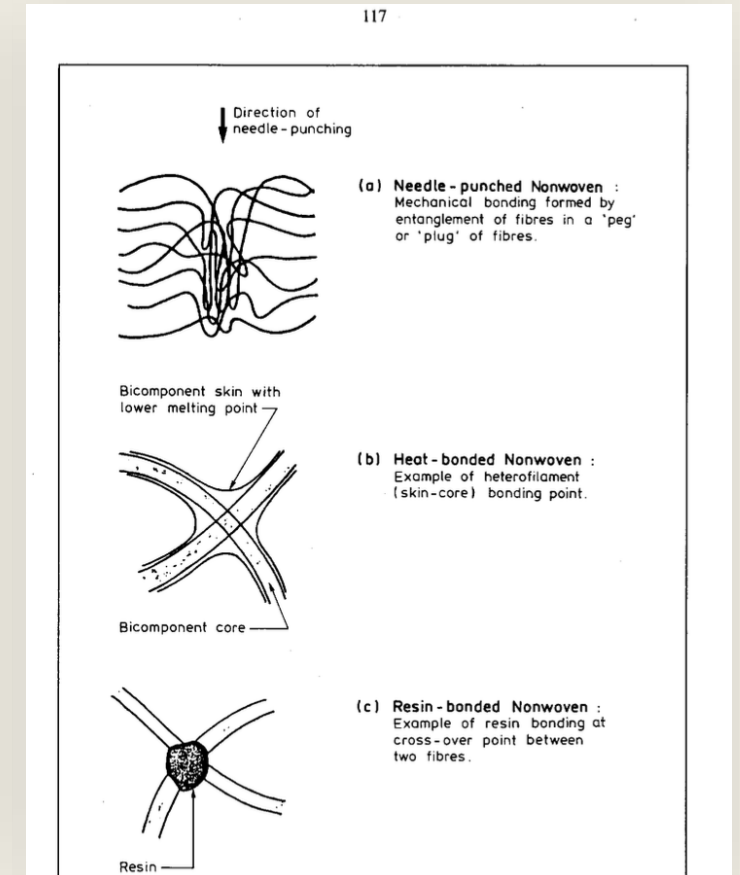 117
Direction of
needle-punching
(a) Needle-punched Nonwoven :
Mechanical bonding formed by
entanglement of fibres in a 'peg'
or 'plug' of fibres.
Bicomponent skin with
lower melting point
(b) Heat-bonded Nonwoven :
Example of heterofilament
(skin-core) bonding point.
Bicomponent core
(c) Resin-bonded Nonwoven :
Example of resin bonding at
cross-over point between
two fibres.
Resin